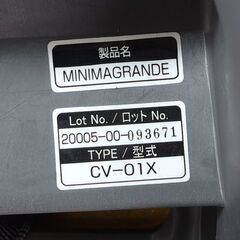 製品名
MINIMAGRANDE
Lot No. / ロット No.
20005-00-093671
TYPE / 型式
CV-01X